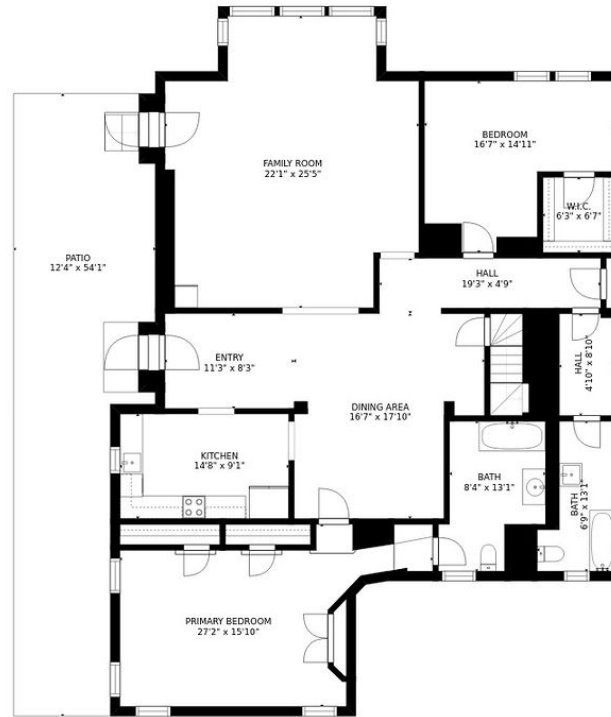 FAMILY ROOM
22'1" x 25'5"
BEDROOM
16'7" x 14'11"
W.I.C.
6'3" x 6'7"
PATIO
12'4" x 54'1"
HALL
19'3" x 4'9"
HALL
4'10" x 8'10"
ENTRY
11'3" x 8'3"
DINING AREA
16'7" x 17'10"
KITCHEN
14'8" x 9'1"
BATH
8'4" x 13'1"
BATH
6'9" x 13'1"
PRIMARY BEDROOM
27'2" x 15'10"